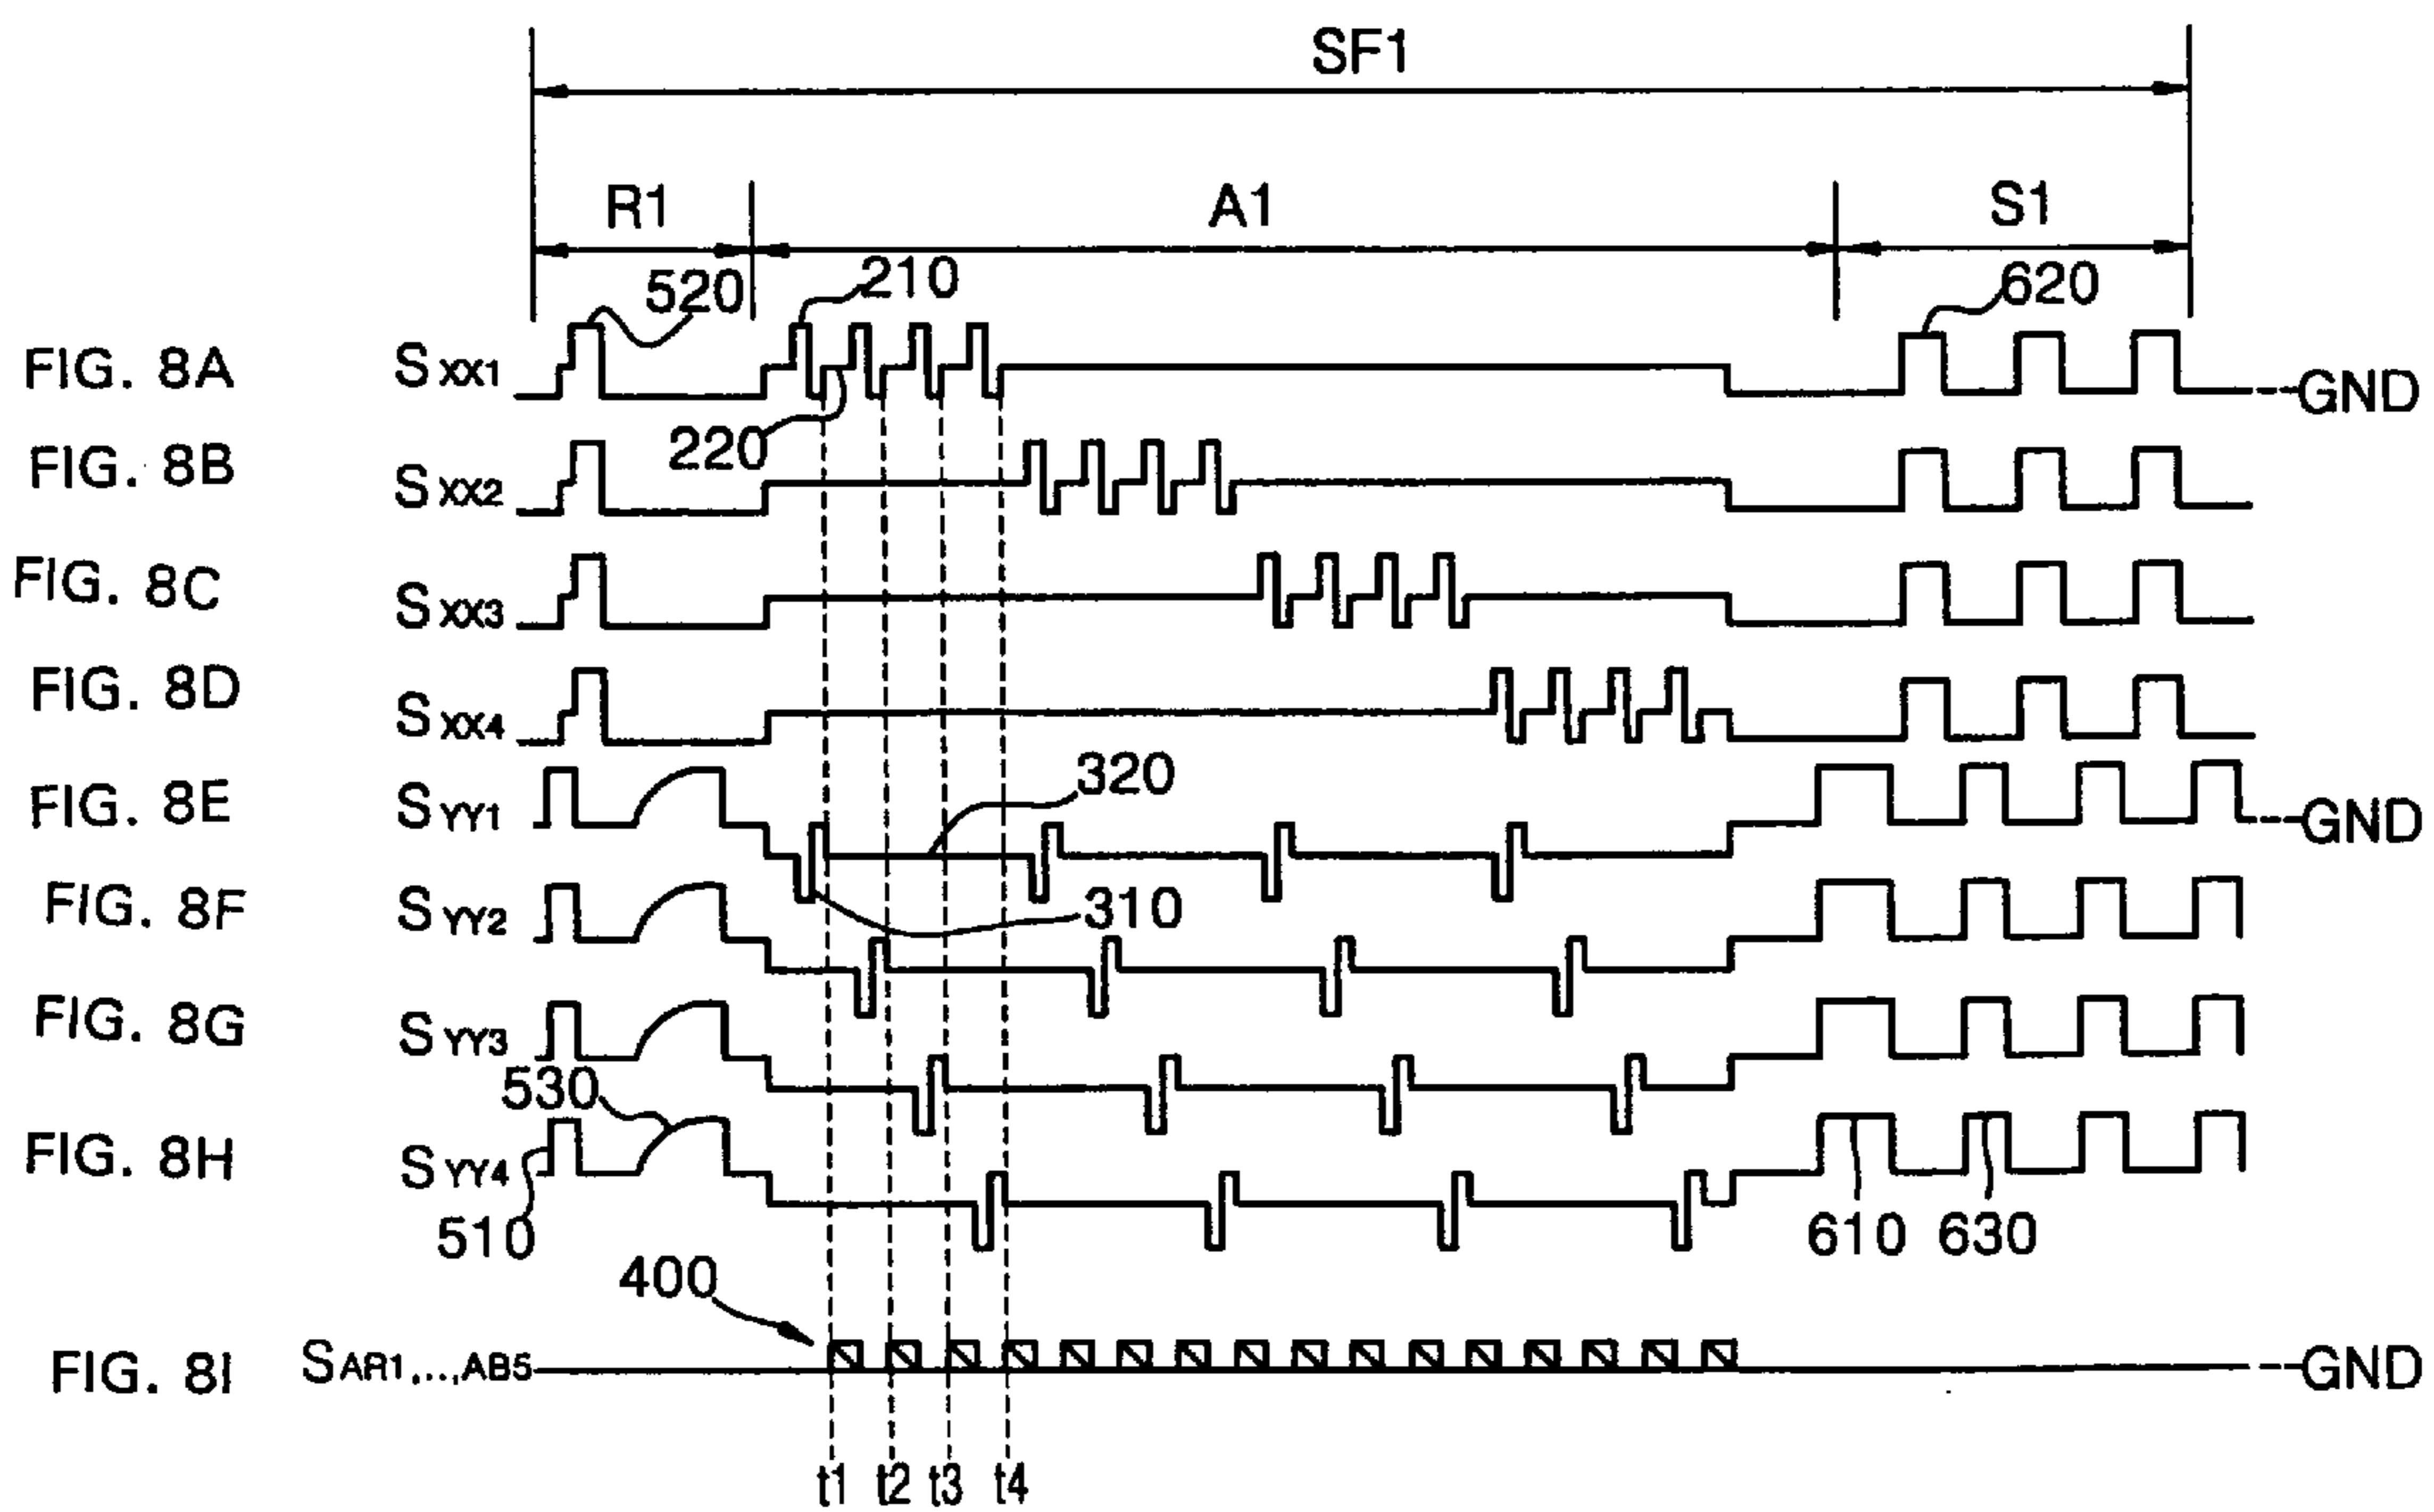 SF1
R1 A1 S1
520 210 620
FIG. 8A SXX1 GND
220
FIG. 8B SXX2
FIG. 8C SXX3
FIG. 8D SXX4
320
FIG. 8E SYY1 GND
310
FIG. 8F SYY2
FIG. 8G SYY3
530
FIG. 8H SYY4
510 610 630
400
FIG. 8I SAR1,..,AB5 GND
t1 t2 t3 t4